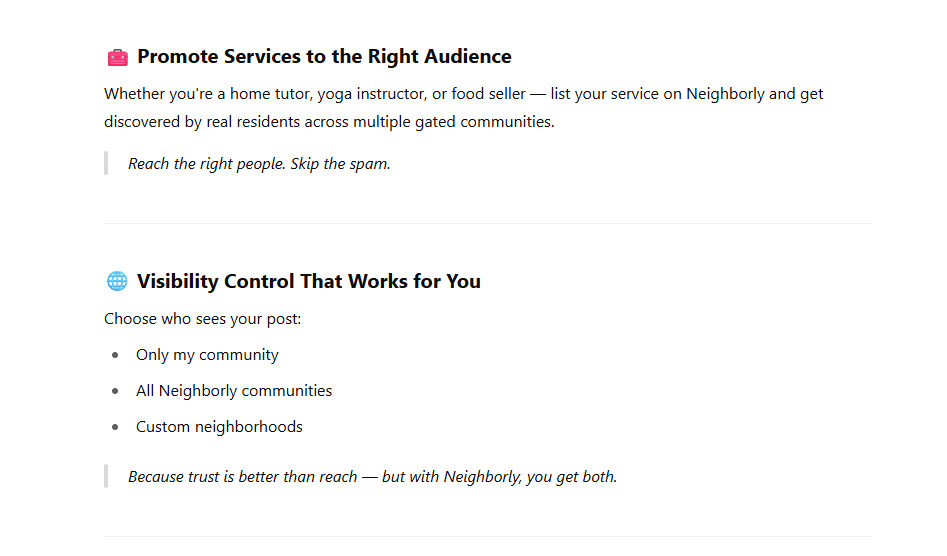 Promote Services to the Right Audience
Whether you're a home tutor, yoga instructor, or food seller — list your service on Neighborly and get
discovered by real residents across multiple gated communities.
Reach the right people. Skip the spam.
Visibility Control That Works for You
Choose who sees your post:
Only my community
All Neighborly communities
Custom neighborhoods
Because trust is better than reach — but with Neighborly, you get both.